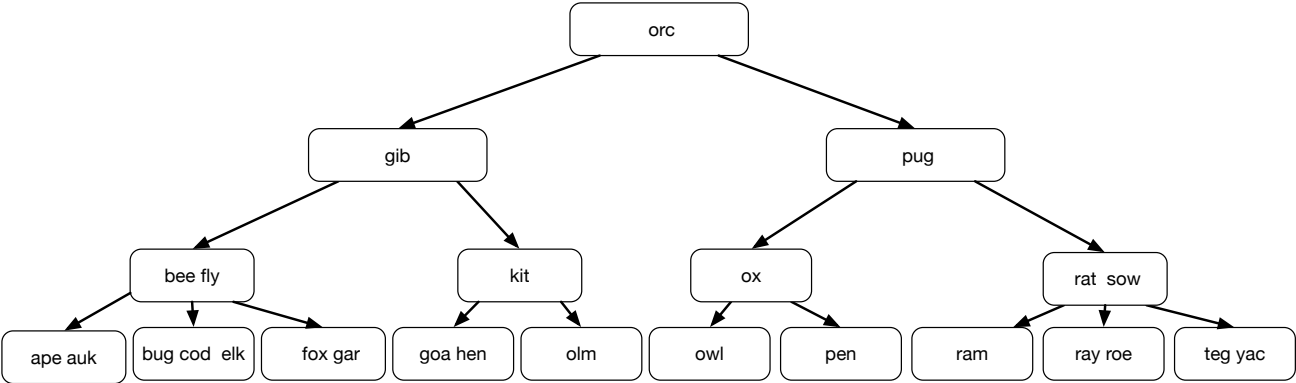 orc
gib
pug
bee fly
kit
ox
rat sow
ape auk
bug cod elk
fox gar
goa hen
olm
owl
pen
ram
ray roe
teg yac